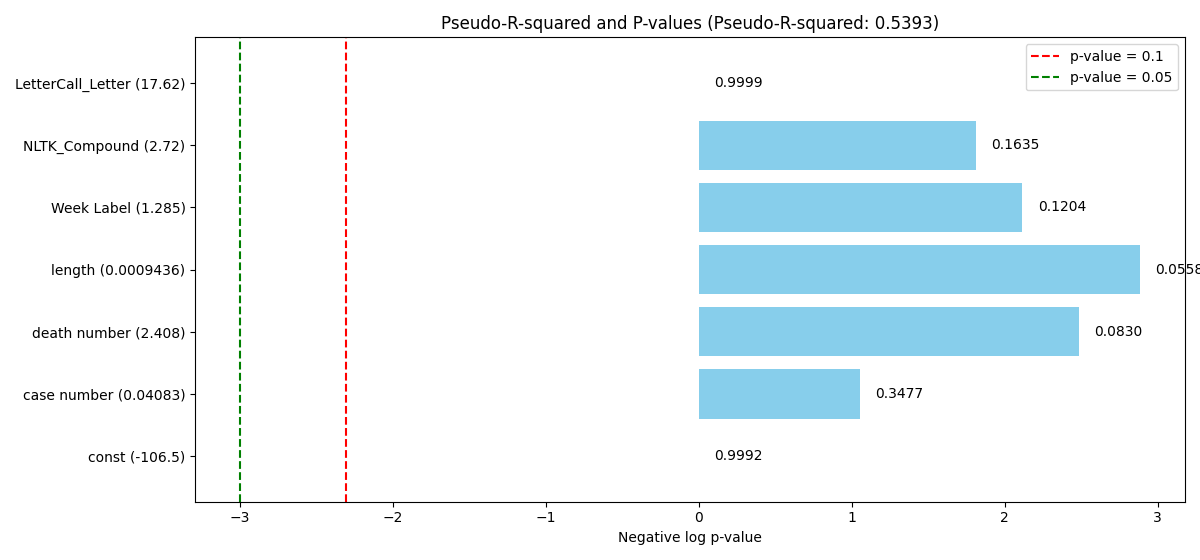 Pseudo-R-squared and P-values (Pseudo-R-squared: 0.5393)
p-value = 0.1
p-value = 0.05
LetterCall_Letter (17.62)
0.9999
NLTK_Compound (2.72)
0.1635
Week Label (1.285)
0.1204
length (0.0009436)
0.0558
death number (2.408)
0.0830
case number (0.04083)
0.3477
const (-106.5)
0.9992
−3
−2
−1
0
1
2
3
Negative log p-value